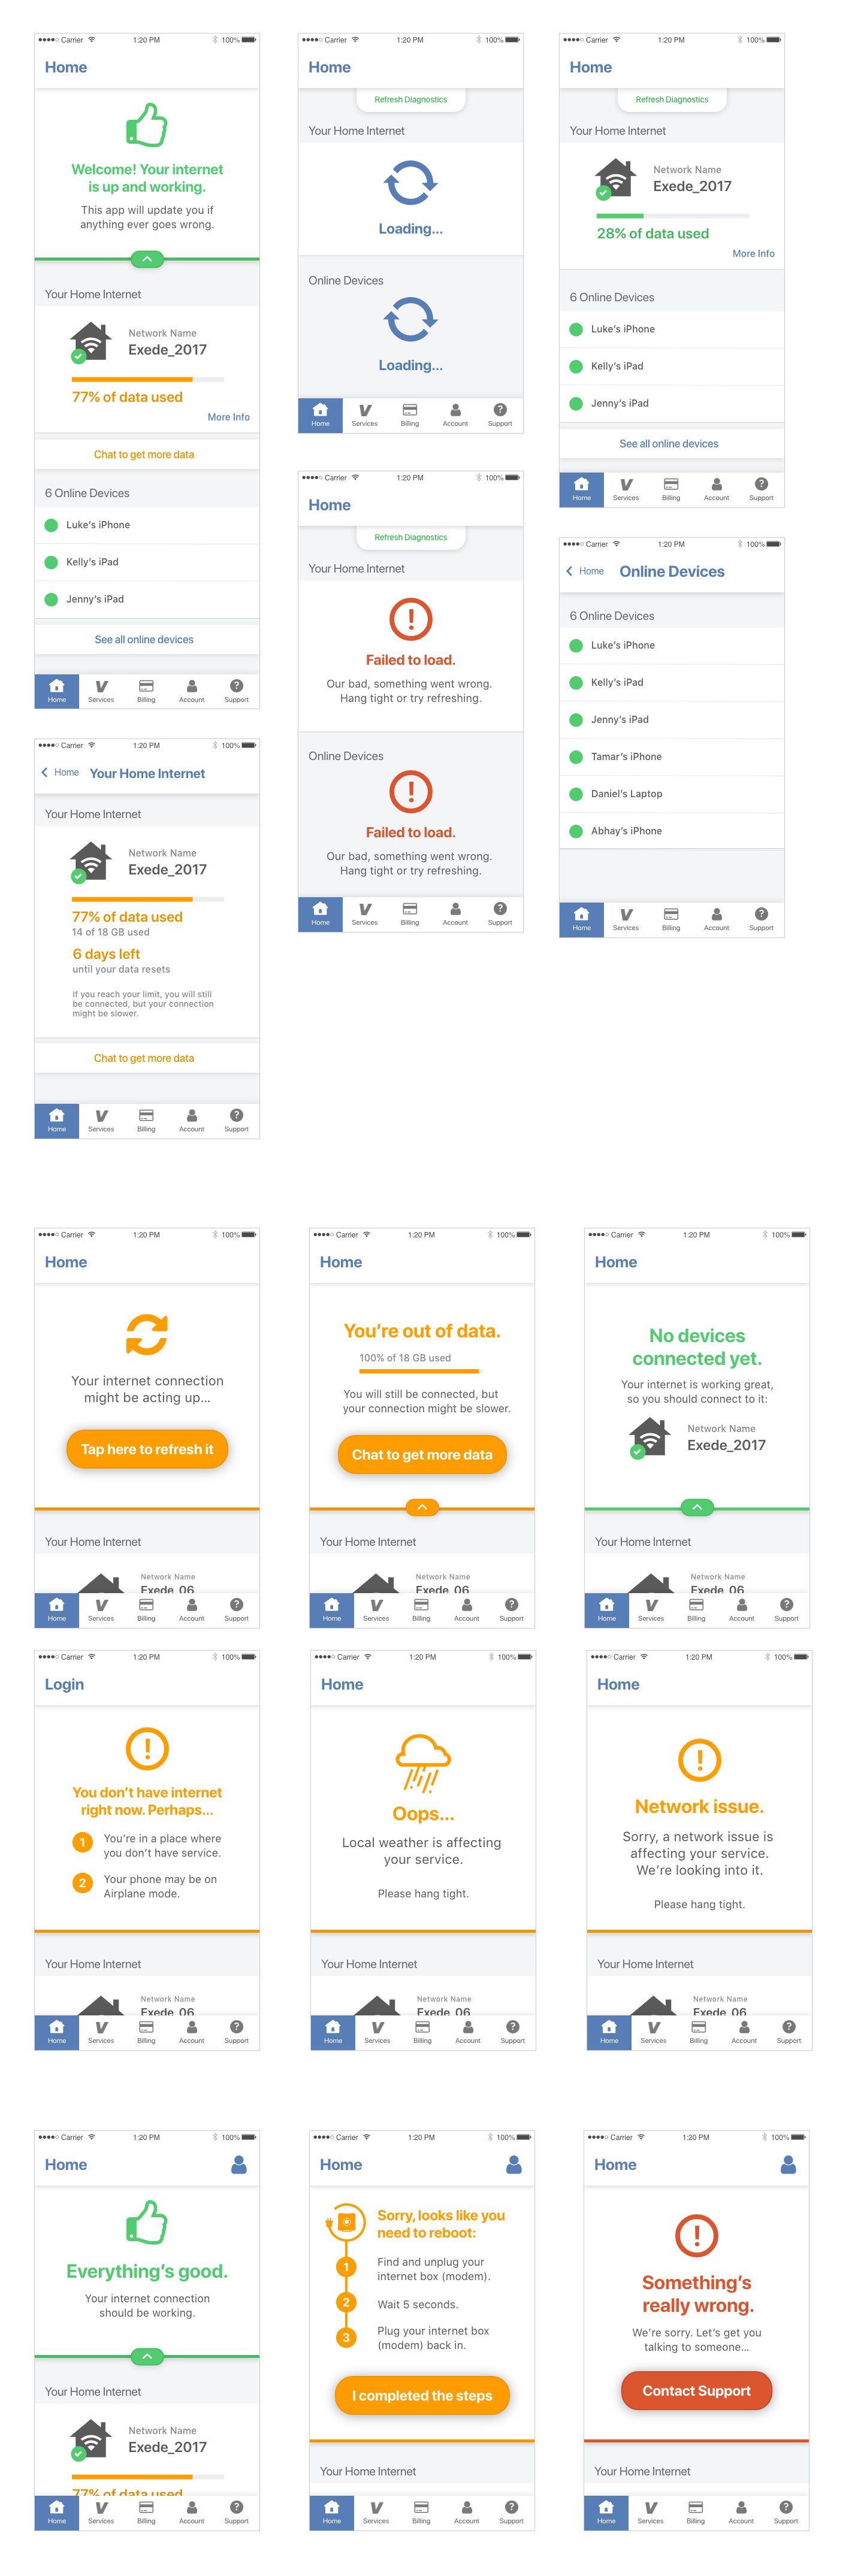 Carrier 1:20 PM 100%
Home
Welcome! Your internet
is up and working.
This app will update you if
anything ever goes wrong.
Your Home Internet
Network Name
Exede_2017
77% of data used
More Info
Chat to get more data
6 Online Devices
Luke's iPhone
Kelly's iPad
Jenny's iPad
See all online devices
Home Services Billing Account Support
Carrier 1:20 PM 100%
Home
Refresh Diagnostics
Your Home Internet
Loading...
Online Devices
Loading...
Home Services Billing Account Support
Carrier 1:20 PM 100%
Home
Refresh Diagnostics
Your Home Internet
Network Name
Exede_2017
28% of data used
More Info
6 Online Devices
Luke's iPhone
Kelly's iPad
Jenny's iPad
See all online devices
Home Services Billing Account Support
Carrier 1:20 PM 100%
Home
Refresh Diagnostics
Your Home Internet
Failed to load.
Our bad, something went wrong.
Hang tight or try refreshing.
Online Devices
Failed to load.
Our bad, something went wrong.
Hang tight or try refreshing.
Home Services Billing Account Support
Carrier 1:20 PM 100%
Home Online Devices
6 Online Devices
Luke's iPhone
Kelly's iPad
Jenny's iPad
Tamar's iPhone
Daniel's Laptop
Abhay's iPhone
Home Services Billing Account Support
Carrier 1:20 PM 100%
Home Your Home Internet
Your Home Internet
Network Name
Exede_2017
77% of data used
14 of 18 GB used
6 days left
until your data resets
If you reach your limit, you will still
be connected, but your connection
might be slower.
Chat to get more data
Home Services Billing Account Support
Carrier 1:20 PM 100%
Home
Your internet connection
might be acting up...
Tap here to refresh it
Your Home Internet
Network Name
Exede_06
Home Services Billing Account Support
Carrier 1:20 PM 100%
Home
You're out of data.
100% of 18 GB used
You will still be connected, but
your connection might be slower.
Chat to get more data
Your Home Internet
Network Name
Exede_06
Home Services Billing Account Support
Carrier 1:20 PM 100%
Home
No devices
connected yet.
Your internet is working great,
so you should connect to it:
Network Name
Exede_2017
Your Home Internet
Network Name
Exede_06
Home Services Billing Account Support
Carrier 1:20 PM 100%
Login
You don't have internet
right now. Perhaps...
1 You're in a place where
you don't have service.
2 Your phone may be on
Airplane mode.
Your Home Internet
Network Name
Exede_06
Home Services Billing Account Support
Carrier 1:20 PM 100%
Home
Oops...
Local weather is affecting
your service.
Please hang tight.
Your Home Internet
Network Name
Exede_06
Home Services Billing Account Support
Carrier 1:20 PM 100%
Home
Network issue.
Sorry, a network issue is
affecting your service.
We're looking into it.
Please hang tight.
Your Home Internet
Network Name
Exede_06
Home Services Billing Account Support
Carrier 1:20 PM 100%
Home
Everything's good.
Your internet connection
should be working.
Your Home Internet
Network Name
Exede_2017
77% of data used
Home Services Billing Account Support
Carrier 1:20 PM 100%
Home
Sorry, looks like you
need to reboot:
1 Find and unplug your
internet box (modem).
2 Wait 5 seconds.
3 Plug your internet box
(modem) back in.
I completed the steps
Your Home Internet
Home Services Billing Account Support
Carrier 1:20 PM 100%
Home
Something's
really wrong.
We're sorry. Let's get you
talking to someone...
Contact Support
Your Home Internet
Home Services Billing Account Support